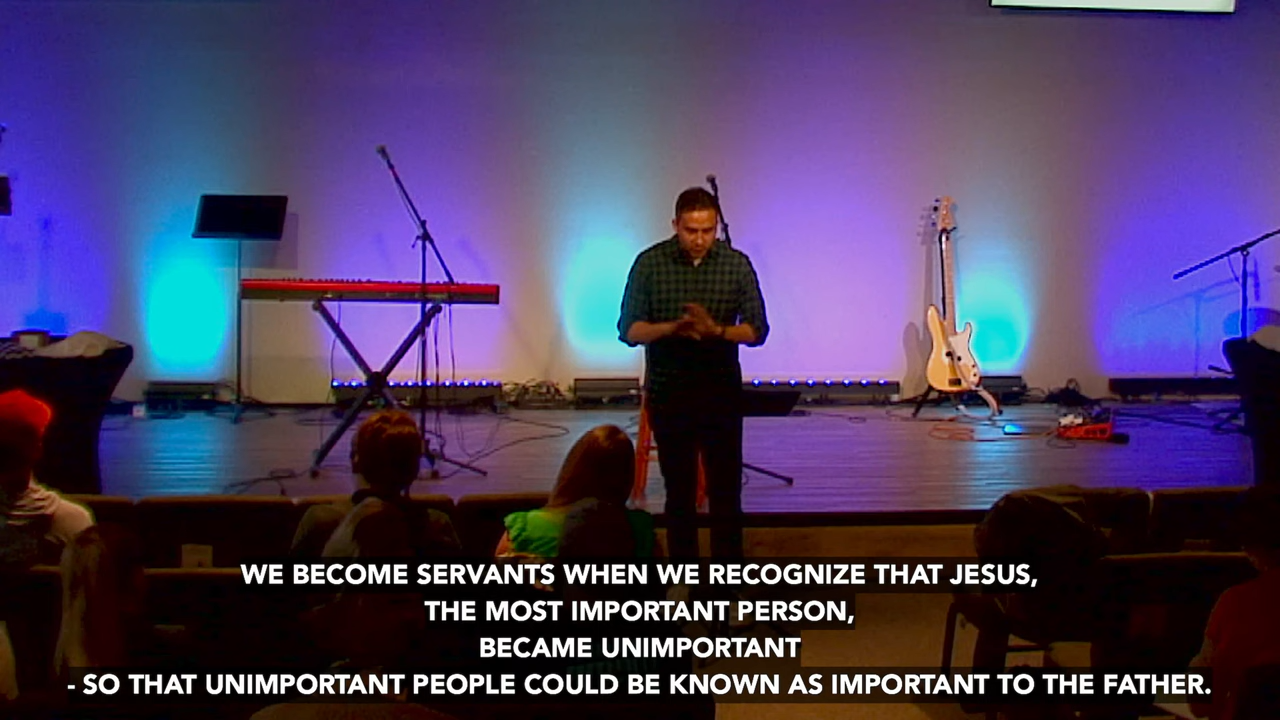 WE BECOME SERVANTS WHEN WE RECOGNIZE THAT JESUS,
THE MOST IMPORTANT PERSON,
BECAME UNIMPORTANT
- SO THAT UNIMPORTANT PEOPLE COULD BE KNOWN AS IMPORTANT TO THE FATHER.